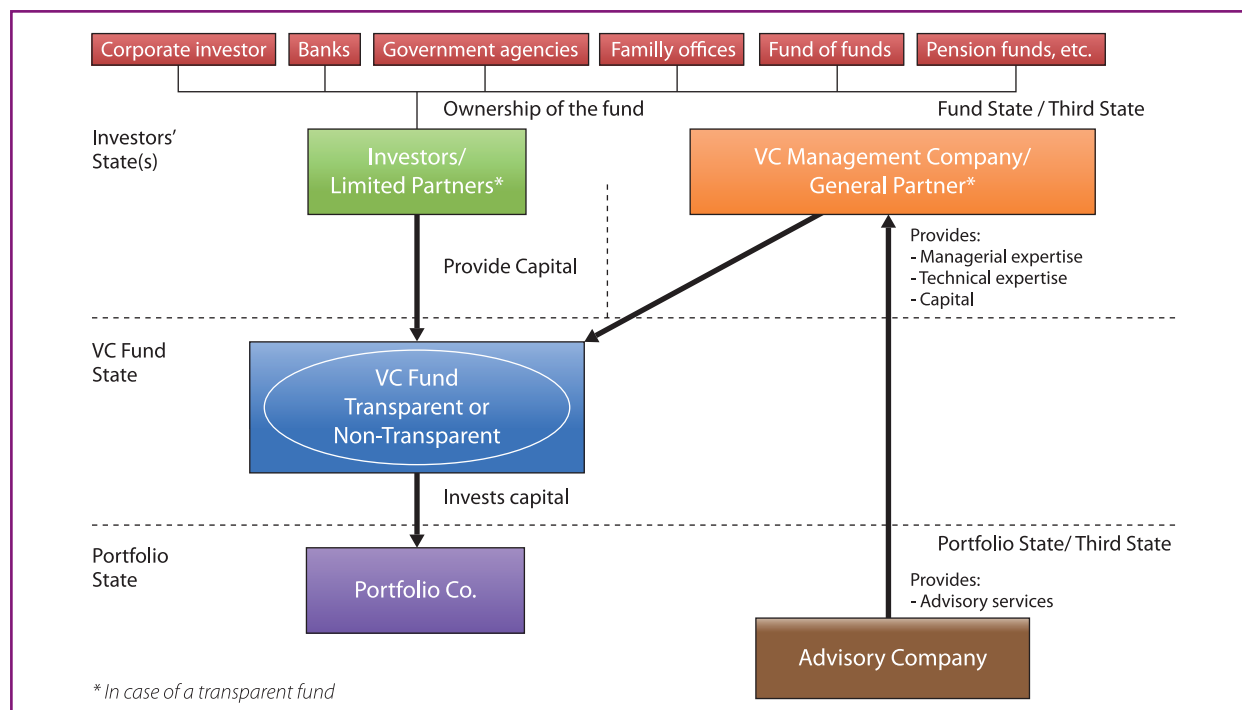 Corporate investor
Banks
Government agencies
Familly offices
Fund of funds
Pension funds, etc.
Ownership of the fund
Fund State / Third State
Investors'
State(s)
Investors/
Limited Partners*
VC Management Company/
General Partner*
Provide Capital
Provides:
- Managerial expertise
- Technical expertise
- Capital
VC Fund
State
VC Fund
Transparent or
Non-Transparent
Invests capital
Portfolio
State
Portfolio State/ Third State
Portfolio Co.
Provides:
- Advisory services
Advisory Company
* In case of a transparent fund